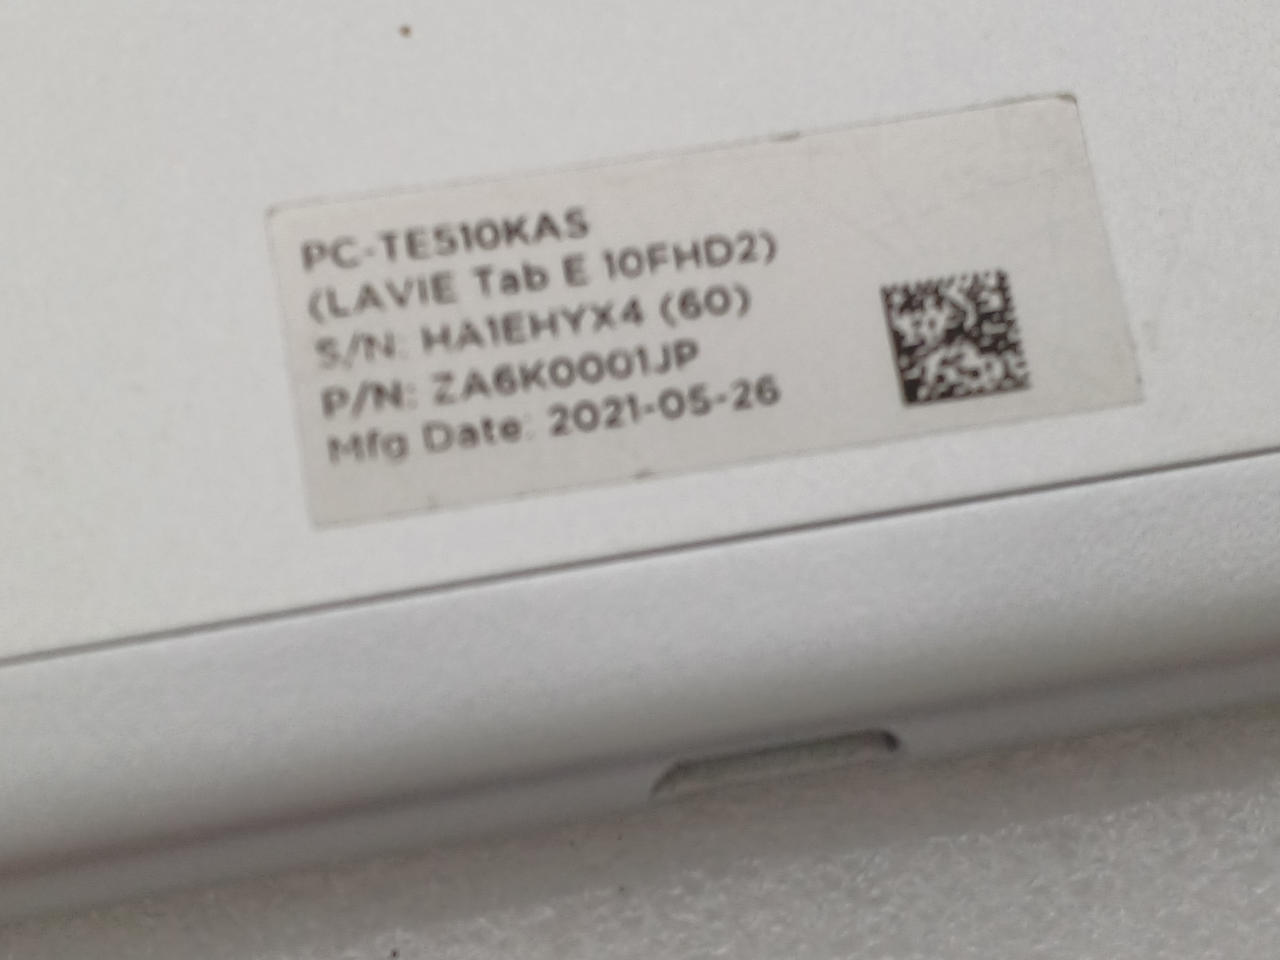 PC-TE510KAS
(LAVIE Tab E 10FHD2)
S/N: HA1EHYX4 (60)
P/N: ZA6K0001JP
Mfg Date: 2021-05-26